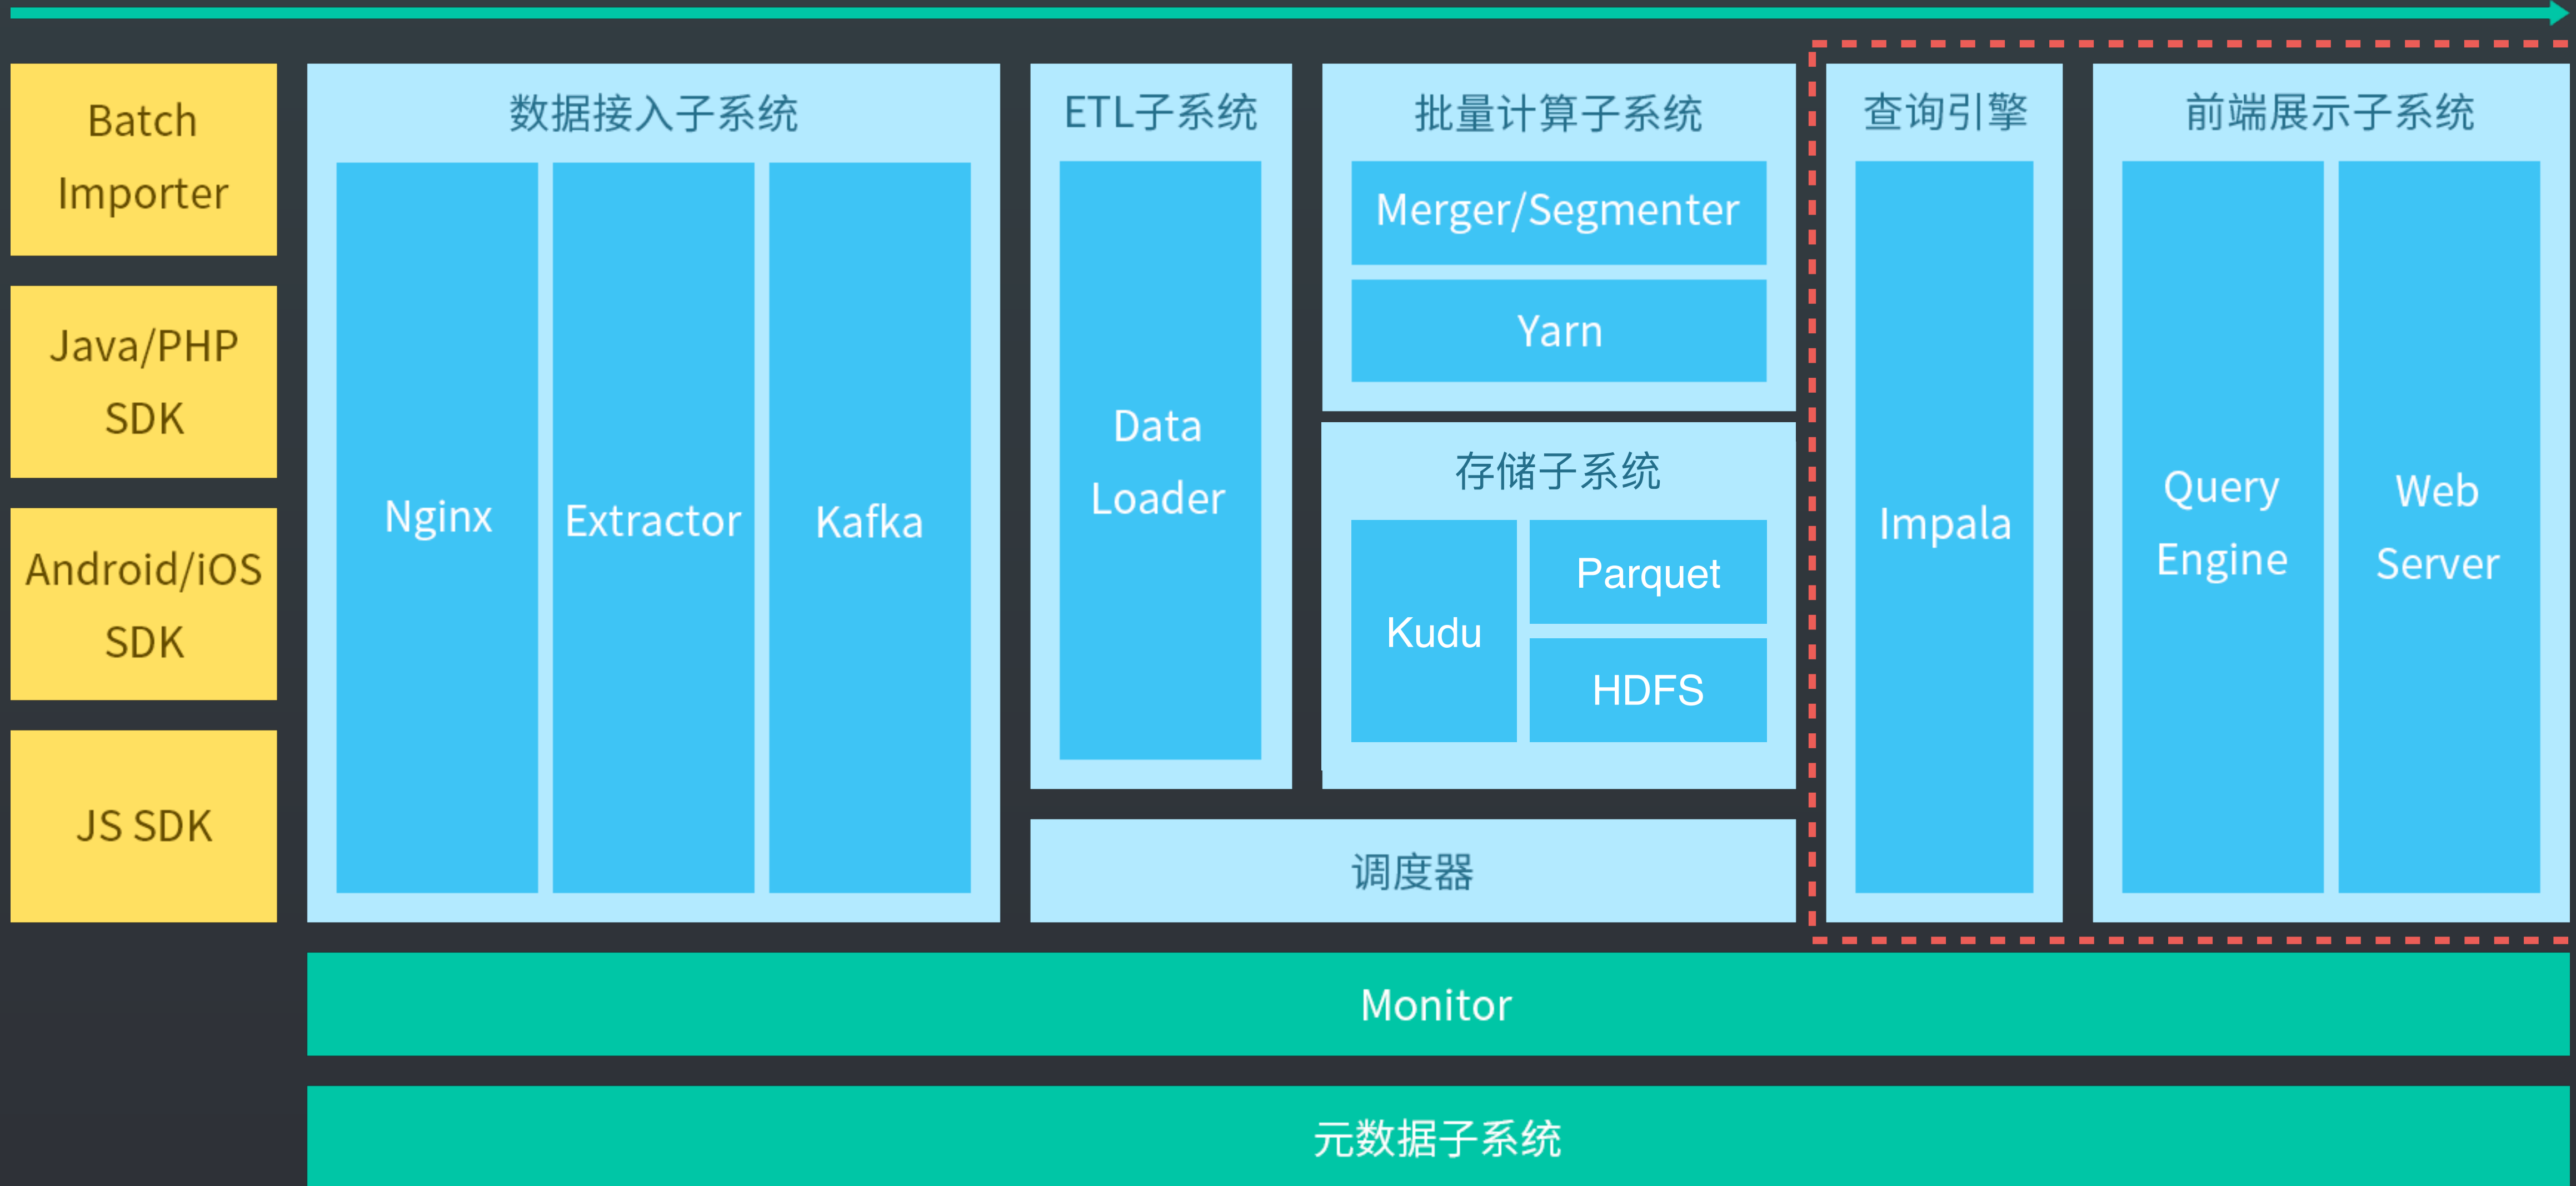 Batch
Importer
Java/PHP
SDK
Android/iOS
SDK
JS SDK
数据接入子系统
Nginx
Extractor
Kafka
ETL子系统
Data
Loader
批量计算子系统
Merger/Segmenter
Yarn
存储子系统
Kudu
Parquet
HDFS
调度器
查询引擎
Impala
前端展示子系统
Query
Engine
Web
Server
Monitor
元数据子系统